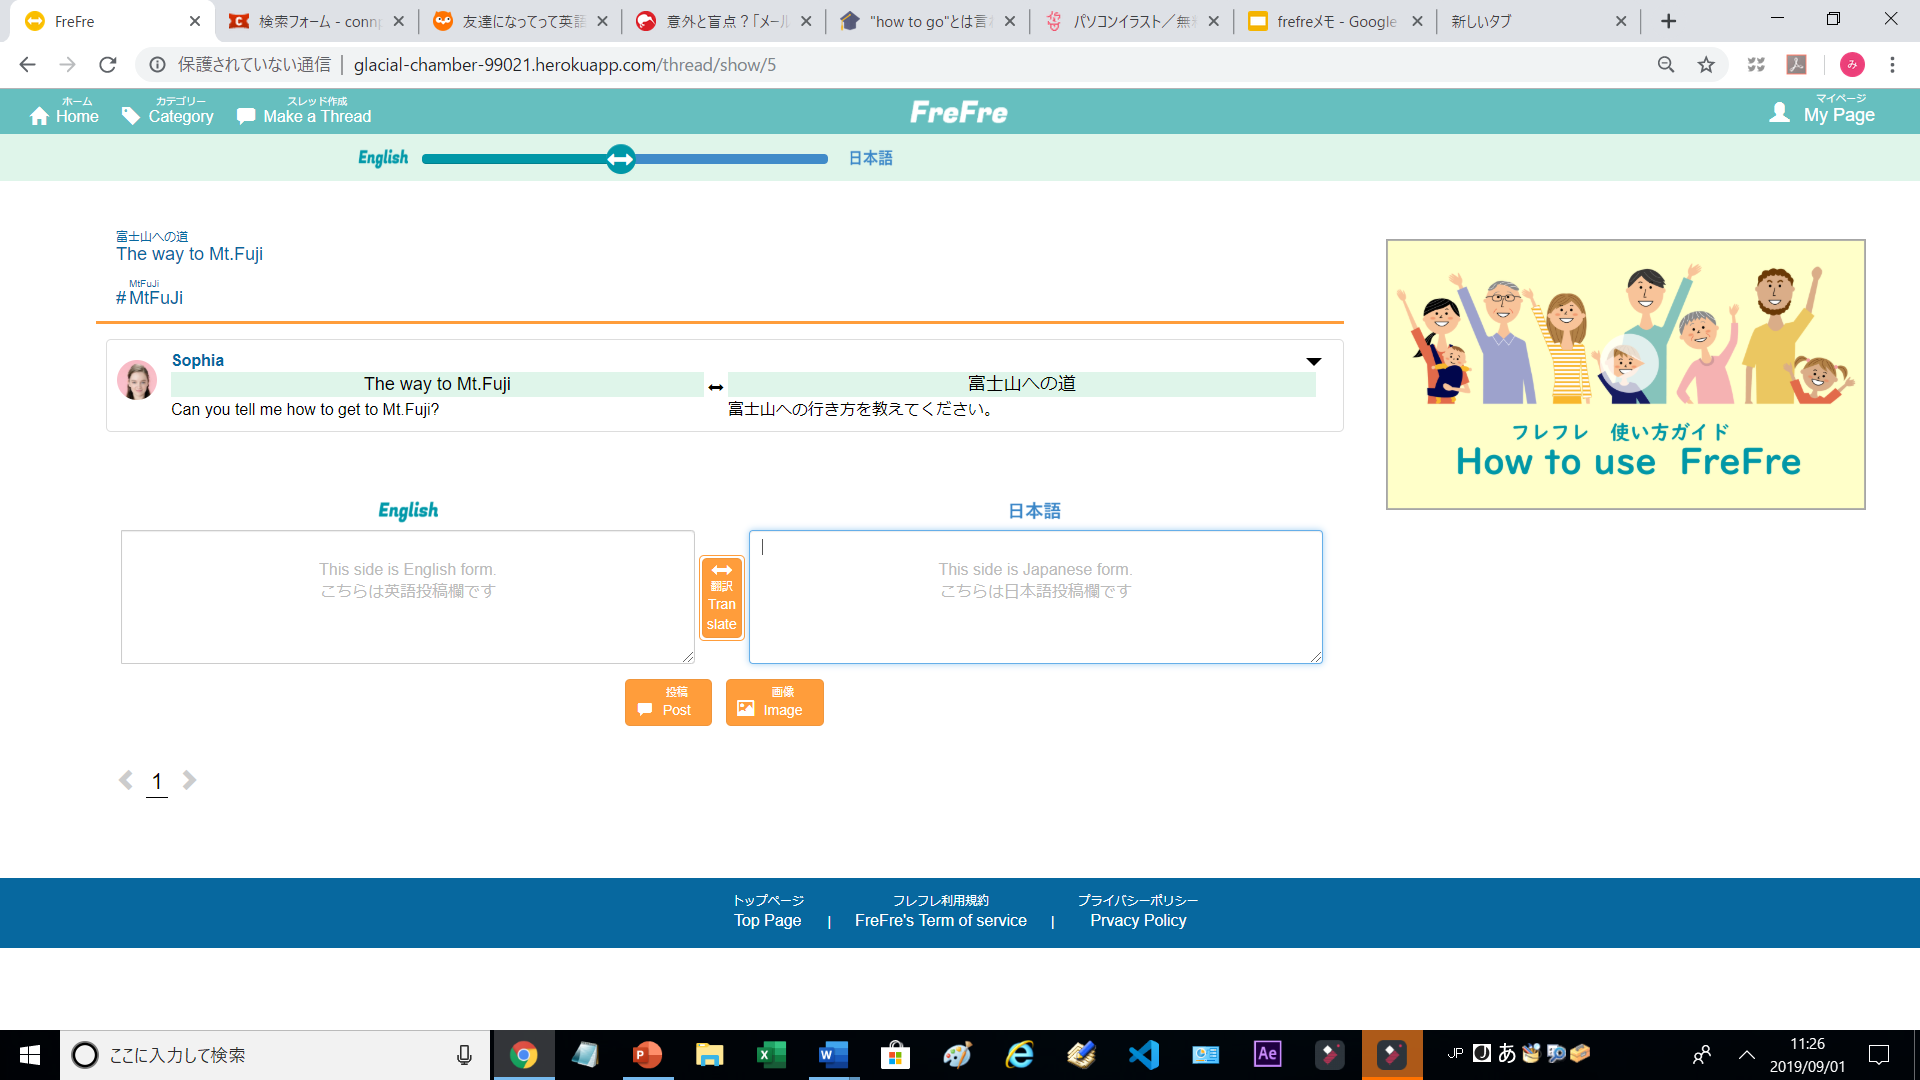 FreFre
検索フォーム - connp
友達になってって英語
意外と盲点？「メール
"how to go"とは言わ
パソコンイラスト／無料
frefreメモ - Google
新しいタブ
保護されていない通信 | glacial-chamber-99021.herokuapp.com/thread/show/5
み
ホーム
Home
カテゴリー
Category
スレッド作成
Make a Thread
FreFre
マイページ
My Page
English
日本語
富士山への道
The way to Mt.Fuji
MtFuJi
#MtFuJi
Sophia
The way to Mt.Fuji
富士山への道
Can you tell me how to get to Mt.Fuji?
富士山への行き方を教えてください。
フレフレ 使い方ガイド
How to use FreFre
English
日本語
This side is English form.
こちらは英語投稿欄です
翻訳
Tran
slate
This side is Japanese form.
こちらは日本語投稿欄です
投稿
Post
画像
Image
1
トップページ
Top Page
|
フレフレ利用規約
FreFre's Term of service
|
プライバシーポリシー
Prvacy Policy
ここに入力して検索
Ae
JP
あ
11:26
2019/09/01